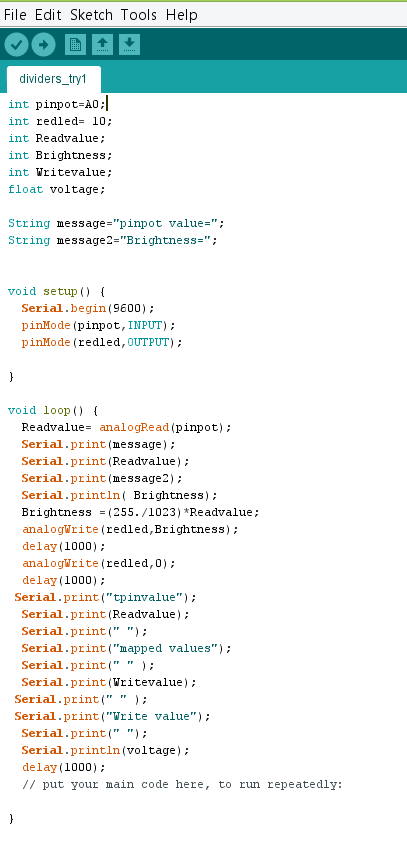 File Edit Sketch Tools Help
dividers_try1
int pinpot=A0;
int redled= 10;
int Readvalue;
int Brightness;
int Writevalue;
float voltage;
String message="pinpot value=";
String message2="Brightness=";
void setup() {
Serial.begin(9600);
pinMode(pinpot,INPUT);
pinMode(redled,OUTPUT);
}
void loop() {
Readvalue= analogRead(pinpot);
Serial.print(message);
Serial.print(Readvalue);
Serial.print(message2);
Serial.println( Brightness);
Brightness =(255./1023)*Readvalue;
analogWrite(redled,Brightness);
delay(1000);
analogWrite(redled,0);
delay(1000);
Serial.print("tpinvalue");
Serial.print(Readvalue);
Serial.print(" ");
Serial.print("mapped values");
Serial.print(" " );
Serial.print(Writevalue);
Serial.print(" " );
Serial.print("Write value");
Serial.print(" ");
Serial.println(voltage);
delay(1000);
// put your main code here, to run repeatedly:
}